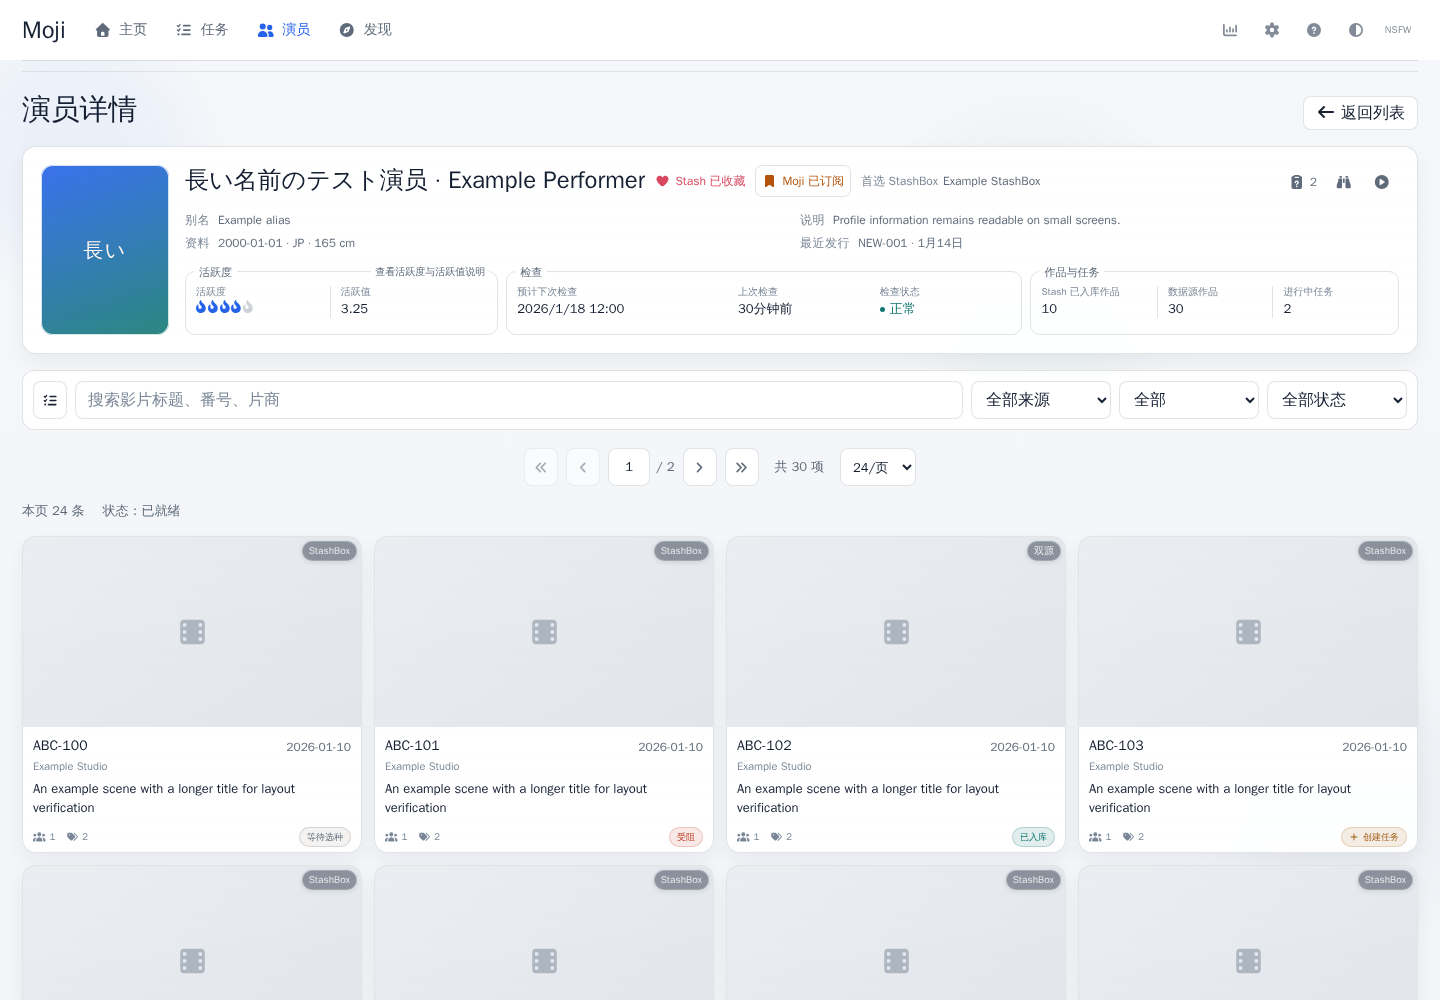 Moji 主页 任务 演员 发现 NSFW
演员详情
返回列表
長い
長い名前のテスト演员 · Example Performer Stash 已收藏 Moji 已订阅 首选 StashBox Example StashBox 2
别名 Example alias 说明 Profile information remains readable on small screens.
资料 2000-01-01 · JP · 165 cm 最近发行 NEW-001 · 1月14日
活跃度 查看活跃度与活跃值说明 检查 作品与任务
活跃度 活跃值 预计下次检查 上次检查 检查状态 Stash 已入库作品 数据源作品 进行中任务
3.25 2026/1/18 12:00 30分钟前 正常 10 30 2
搜索影片标题、番号、片商 全部来源 全部 全部状态
1 / 2 共 30 项 24/页
本页 24 条 状态：已就绪
StashBox StashBox 双源 StashBox
ABC-100 2026-01-10 ABC-101 2026-01-10 ABC-102 2026-01-10 ABC-103 2026-01-10
Example Studio Example Studio Example Studio Example Studio
An example scene with a longer title for layout An example scene with a longer title for layout An example scene with a longer title for layout An example scene with a longer title for layout
verification verification verification verification
1 2 等待选种 1 2 受阻 1 2 已入库 1 2 创建任务
StashBox StashBox StashBox StashBox